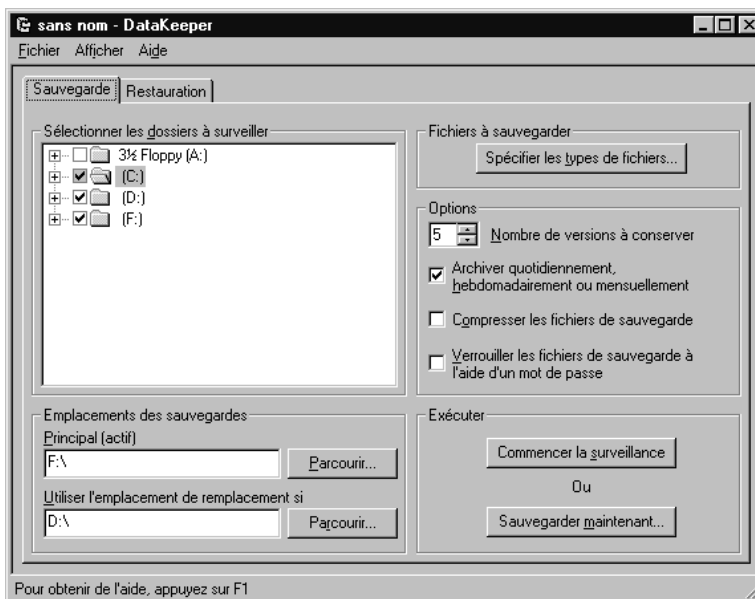 sans nom - DataKeeper
Fichier Afficher Aide
Sauvegarde Restauration
Sélectionner les dossiers à surveiller
3½ Floppy (A:)
(C:)
(D:)
(F:)
Fichiers à sauvegarder
Spécifier les types de fichiers...
Options
5 Nombre de versions à conserver
Archiver quotidiennement,
hebdomadairement ou mensuellement
Compresser les fichiers de sauvegarde
Verrouiller les fichiers de sauvegarde à
l'aide d'un mot de passe
Emplacements des sauvegardes
Principal (actif)
F:\ Parcourir...
Utiliser l'emplacement de remplacement si
D:\ Parcourir...
Exécuter
Commencer la surveillance
Ou
Sauvegarder maintenant...
Pour obtenir de l'aide, appuyez sur F1